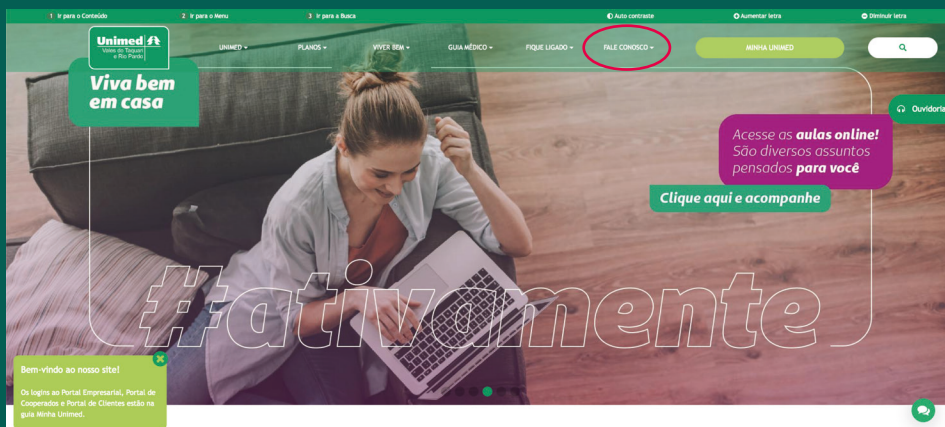 1 Ir para o Conteúdo 2 Ir para o Menu 3 Ir para a Busca Auto contraste Aumentar letra Diminuir letra
Unimed
Vales do Taquari
e Rio Pardo
UNIMED PLANOS VIVER BEM GUIA MÉDICO FIQUE LIGADO FALE CONOSCO MINHA UNIMED
Viva bem
em casa
Ouvidoria
Acesse as aulas online!
São diversos assuntos
pensados para você
Clique aqui e acompanhe
#ativamente
Bem-vindo ao nosso site!
Os logins ao Portal Empresarial, Portal de
Cooperados e Portal de Clientes estão na
guia Minha Unimed.